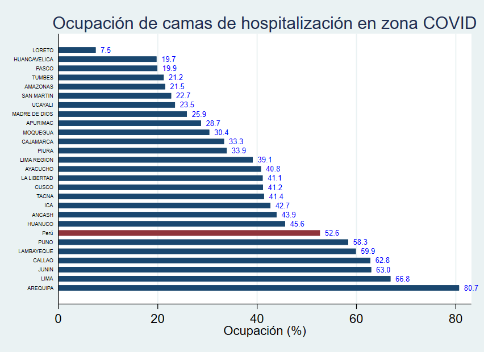 Ocupación de camas de hospitalización en zona COVID
LORETO 7.5
HUANCAVELICA 19.7
PASCO 19.9
TUMBES 21.2
AMAZONAS 21.5
SAN MARTIN 22.7
UCAYALI 23.5
MADRE DE DIOS 25.9
APURIMAC 28.7
MOQUEGUA 30.4
CAJAMARCA 33.3
PIURA 33.9
LIMA REGION 39.1
AYACUCHO 40.8
LA LIBERTAD 41.1
CUSCO 41.2
TACNA 41.4
ICA 42.7
ANCASH 43.9
HUANUCO 45.6
Perú 52.6
PUNO 58.3
LAMBAYEQUE 59.9
CALLAO 62.8
JUNIN 63.0
LIMA 66.8
AREQUIPA 80.7
0 20 40 60 80
Ocupación (%)